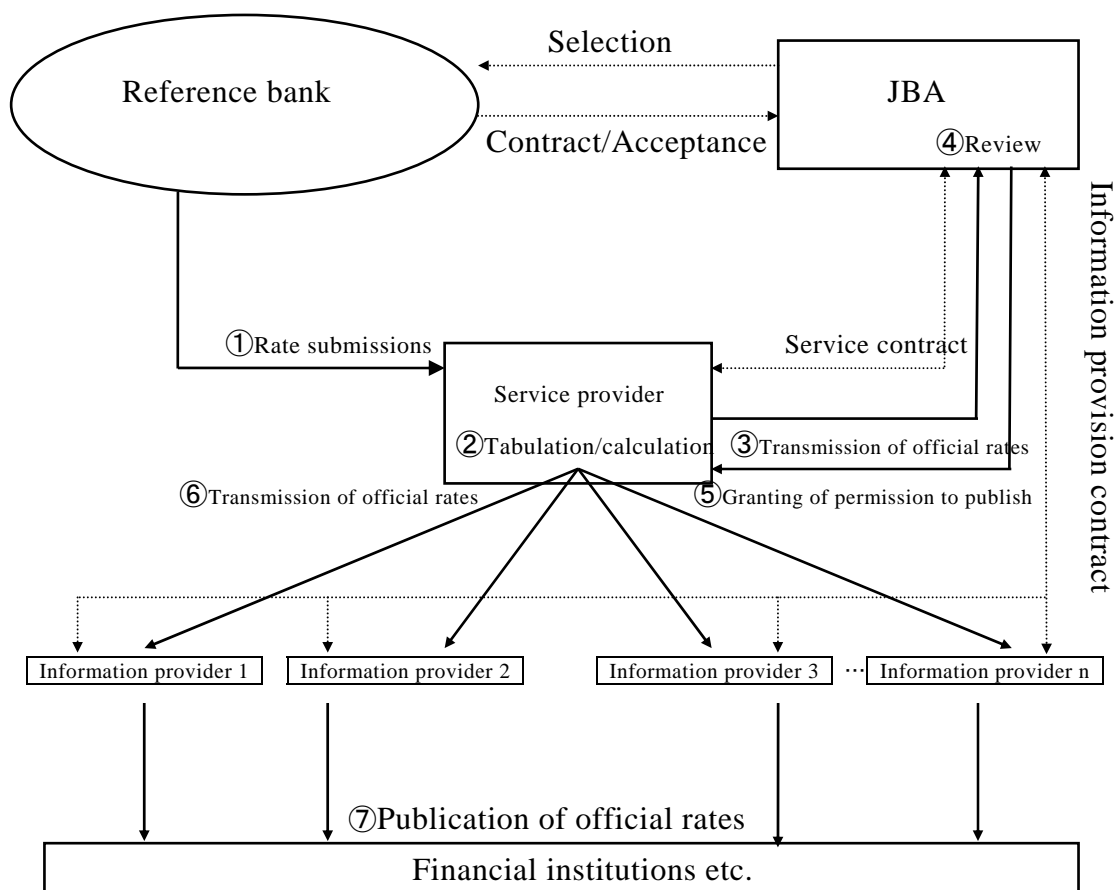 Selection
Reference bank
JBA
Contract/Acceptance
④Review
Information provision contract
①Rate submissions
Service contract
Service provider
②Tabulation/calculation
③Transmission of official rates
⑥Transmission of official rates
⑤Granting of permission to publish
Information provider 1
Information provider 2
Information provider 3
…
Information provider n
⑦Publication of official rates
Financial institutions etc.